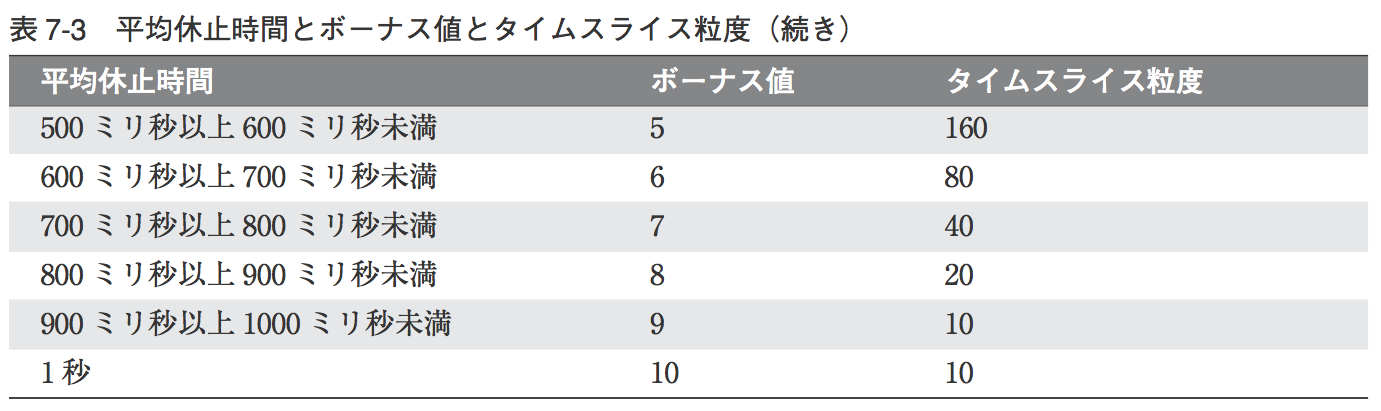 表 7-3　平均休止時間とボーナス値とタイムスライス粒度（続き）
平均休止時間 ボーナス値 タイムスライス粒度
500 ミリ秒以上 600 ミリ秒未満 5 160
600 ミリ秒以上 700 ミリ秒未満 6 80
700 ミリ秒以上 800 ミリ秒未満 7 40
800 ミリ秒以上 900 ミリ秒未満 8 20
900 ミリ秒以上 1000 ミリ秒未満 9 10
1 秒 10 10